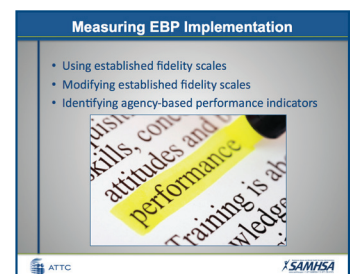 Measuring EBP Implementation
• Using established fidelity scales
• Modifying established fidelity scales
• Identifying agency-based performance indicators
skills, conc
attitudes and
performance
Training is ab
ATTC
SAMHSA